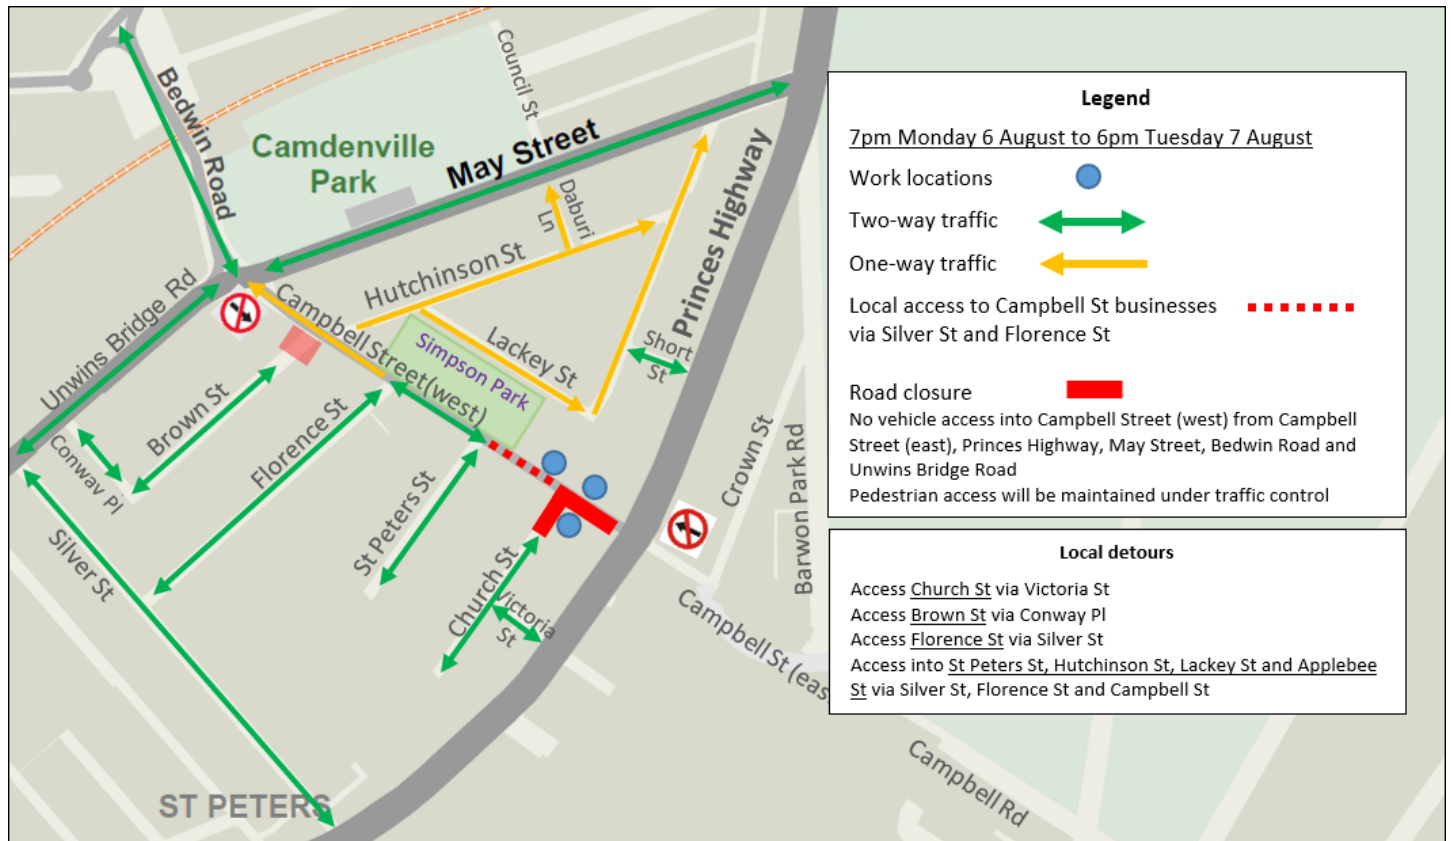 Council St
Bedwin Road
Camdenville
Park
May Street
Daburi
Ln
Princes Highway
Hutchinson St
Unwins Bridge Rd
Campbell Street(west)
Lackey St
Simpson Park
Short
St
Brown St
Conway Pl
Florence St
Crown St
Barwon Park Rd
Silver St
St Peters St
Church St
Victoria
St
Campbell St (eas
Campbell Rd
ST PETERS
Legend
7pm Monday 6 August to 6pm Tuesday 7 August
Work locations
Two-way traffic
One-way traffic
Local access to Campbell St businesses
via Silver St and Florence St
Road closure
No vehicle access into Campbell Street (west) from Campbell
Street (east), Princes Highway, May Street, Bedwin Road and
Unwins Bridge Road
Pedestrian access will be maintained under traffic control
Local detours
Access Church St via Victoria St
Access Brown St via Conway Pl
Access Florence St via Silver St
Access into St Peters St, Hutchinson St, Lackey St and Applebee
St via Silver St, Florence St and Campbell St